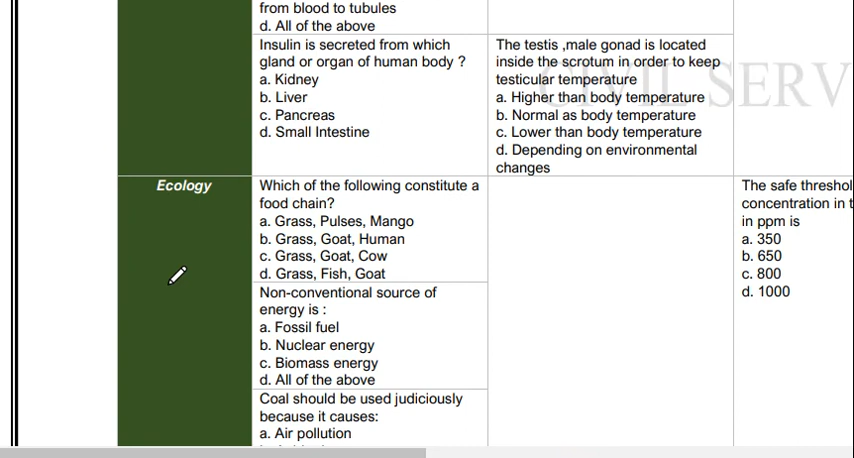 from blood to tubules
d. All of the above
Insulin is secreted from which
gland or organ of human body ?
a. Kidney
b. Liver
c. Pancreas
d. Small Intestine
The testis ,male gonad is located
inside the scrotum in order to keep
testicular temperature
a. Higher than body temperature
b. Normal as body temperature
c. Lower than body temperature
d. Depending on environmental
changes
CIVIL SERV
Ecology
Which of the following constitute a
food chain?
a. Grass, Pulses, Mango
b. Grass, Goat, Human
c. Grass, Goat, Cow
d. Grass, Fish, Goat
The safe threshol
concentration in t
in ppm is
a. 350
b. 650
c. 800
d. 1000
Non-conventional source of
energy is :
a. Fossil fuel
b. Nuclear energy
c. Biomass energy
d. All of the above
Coal should be used judiciously
because it causes:
a. Air pollution